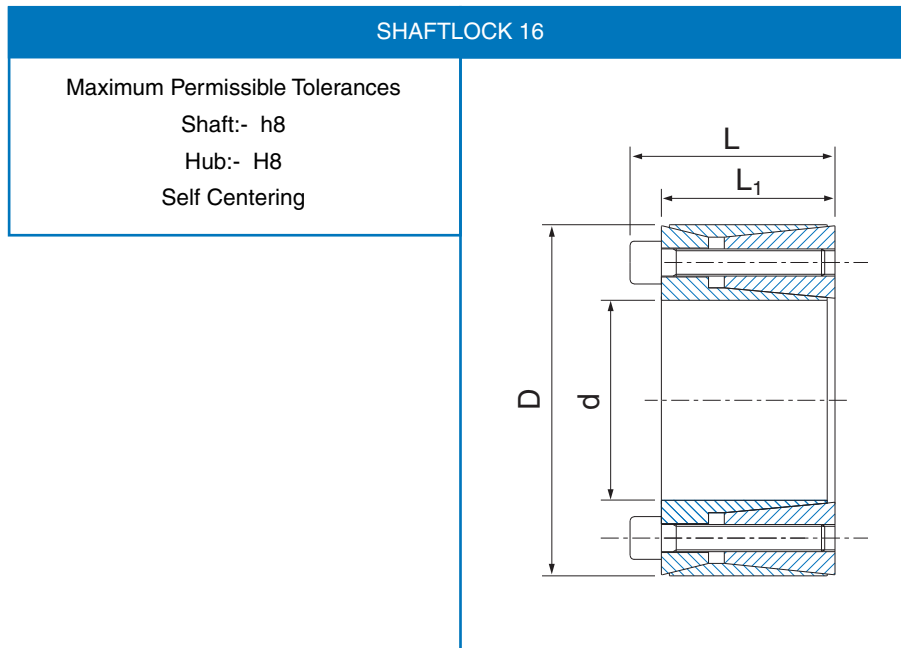 SHAFTLOCK 16
Maximum Permissible Tolerances
Shaft:- h8
Hub:- H8
Self Centering
L
L₁
D
d